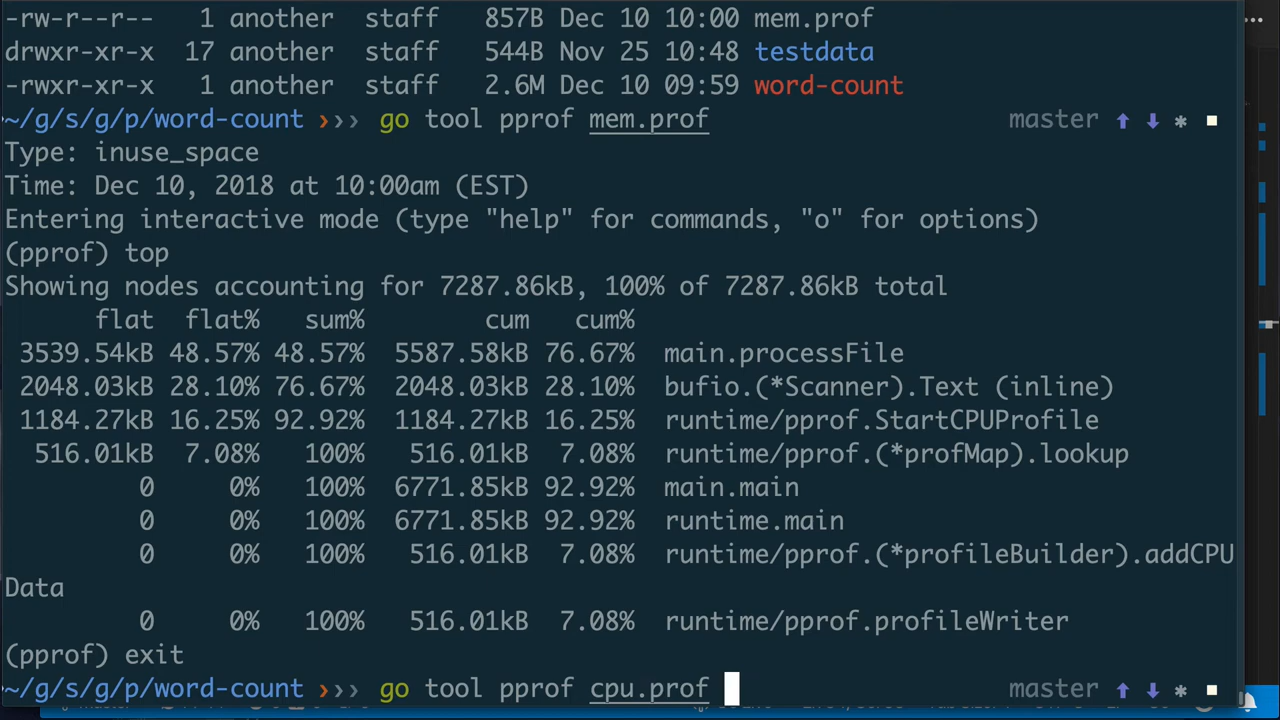 -rw-r--r-- 1 another staff 857B Dec 10 10:00 mem.prof
drwxr-xr-x 17 another staff 544B Nov 25 10:48 testdata
-rwxr-xr-x 1 another staff 2.6M Dec 10 09:59 word-count
~/g/s/g/p/word-count ❯❯❯ go tool pprof mem.prof master ⬆ ⬇ ✱ ◼
Type: inuse_space
Time: Dec 10, 2018 at 10:00am (EST)
Entering interactive mode (type "help" for commands, "o" for options)
(pprof) top
Showing nodes accounting for 7287.86kB, 100% of 7287.86kB total
flat flat% sum% cum cum%
3539.54kB 48.57% 48.57% 5587.58kB 76.67% main.processFile
2048.03kB 28.10% 76.67% 2048.03kB 28.10% bufio.(*Scanner).Text (inline)
1184.27kB 16.25% 92.92% 1184.27kB 16.25% runtime/pprof.StartCPUProfile
516.01kB 7.08% 100% 516.01kB 7.08% runtime/pprof.(*profMap).lookup
0 0% 100% 6771.85kB 92.92% main.main
0 0% 100% 6771.85kB 92.92% runtime.main
0 0% 100% 516.01kB 7.08% runtime/pprof.(*profileBuilder).addCPU
Data
0 0% 100% 516.01kB 7.08% runtime/pprof.profileWriter
(pprof) exit
~/g/s/g/p/word-count ❯❯❯ go tool pprof cpu.prof master ⬆ ⬇ ✱ ◼